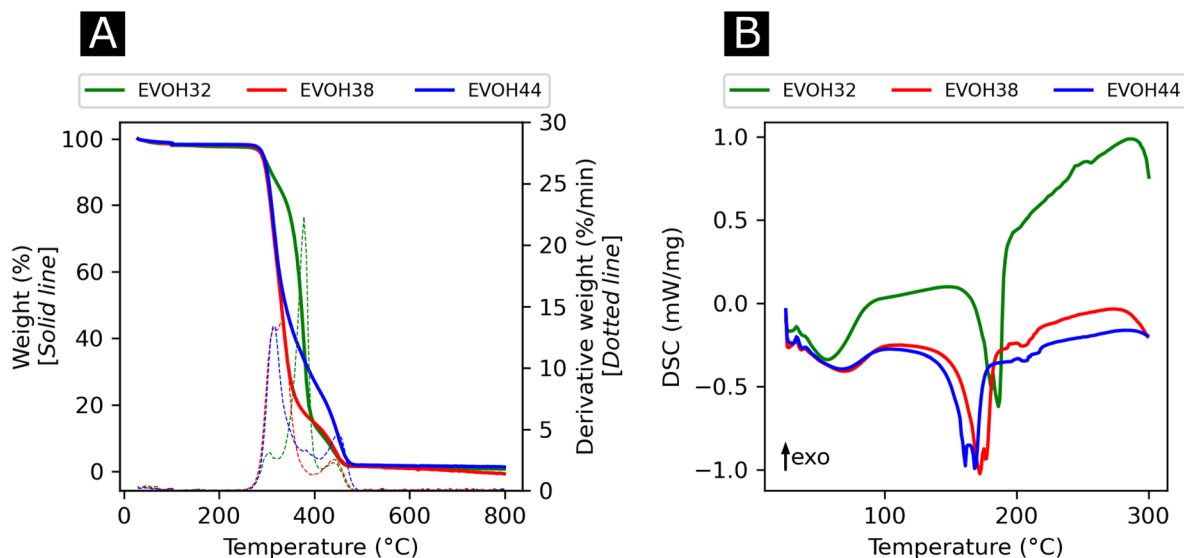 A
EVOH32 EVOH38 EVOH44
Weight (%)
[Solid line]
100
80
60
40
20
0
30
25
20
15
10
5
0
Derivative weight (%/min)
[Dotted line]
0 200 400 600 800
Temperature (°C)
B
EVOH32 EVOH38 EVOH44
DSC (mW/mg)
1.0
0.5
0.0
−0.5
−1.0
exo
100 200 300
Temperature (°C)